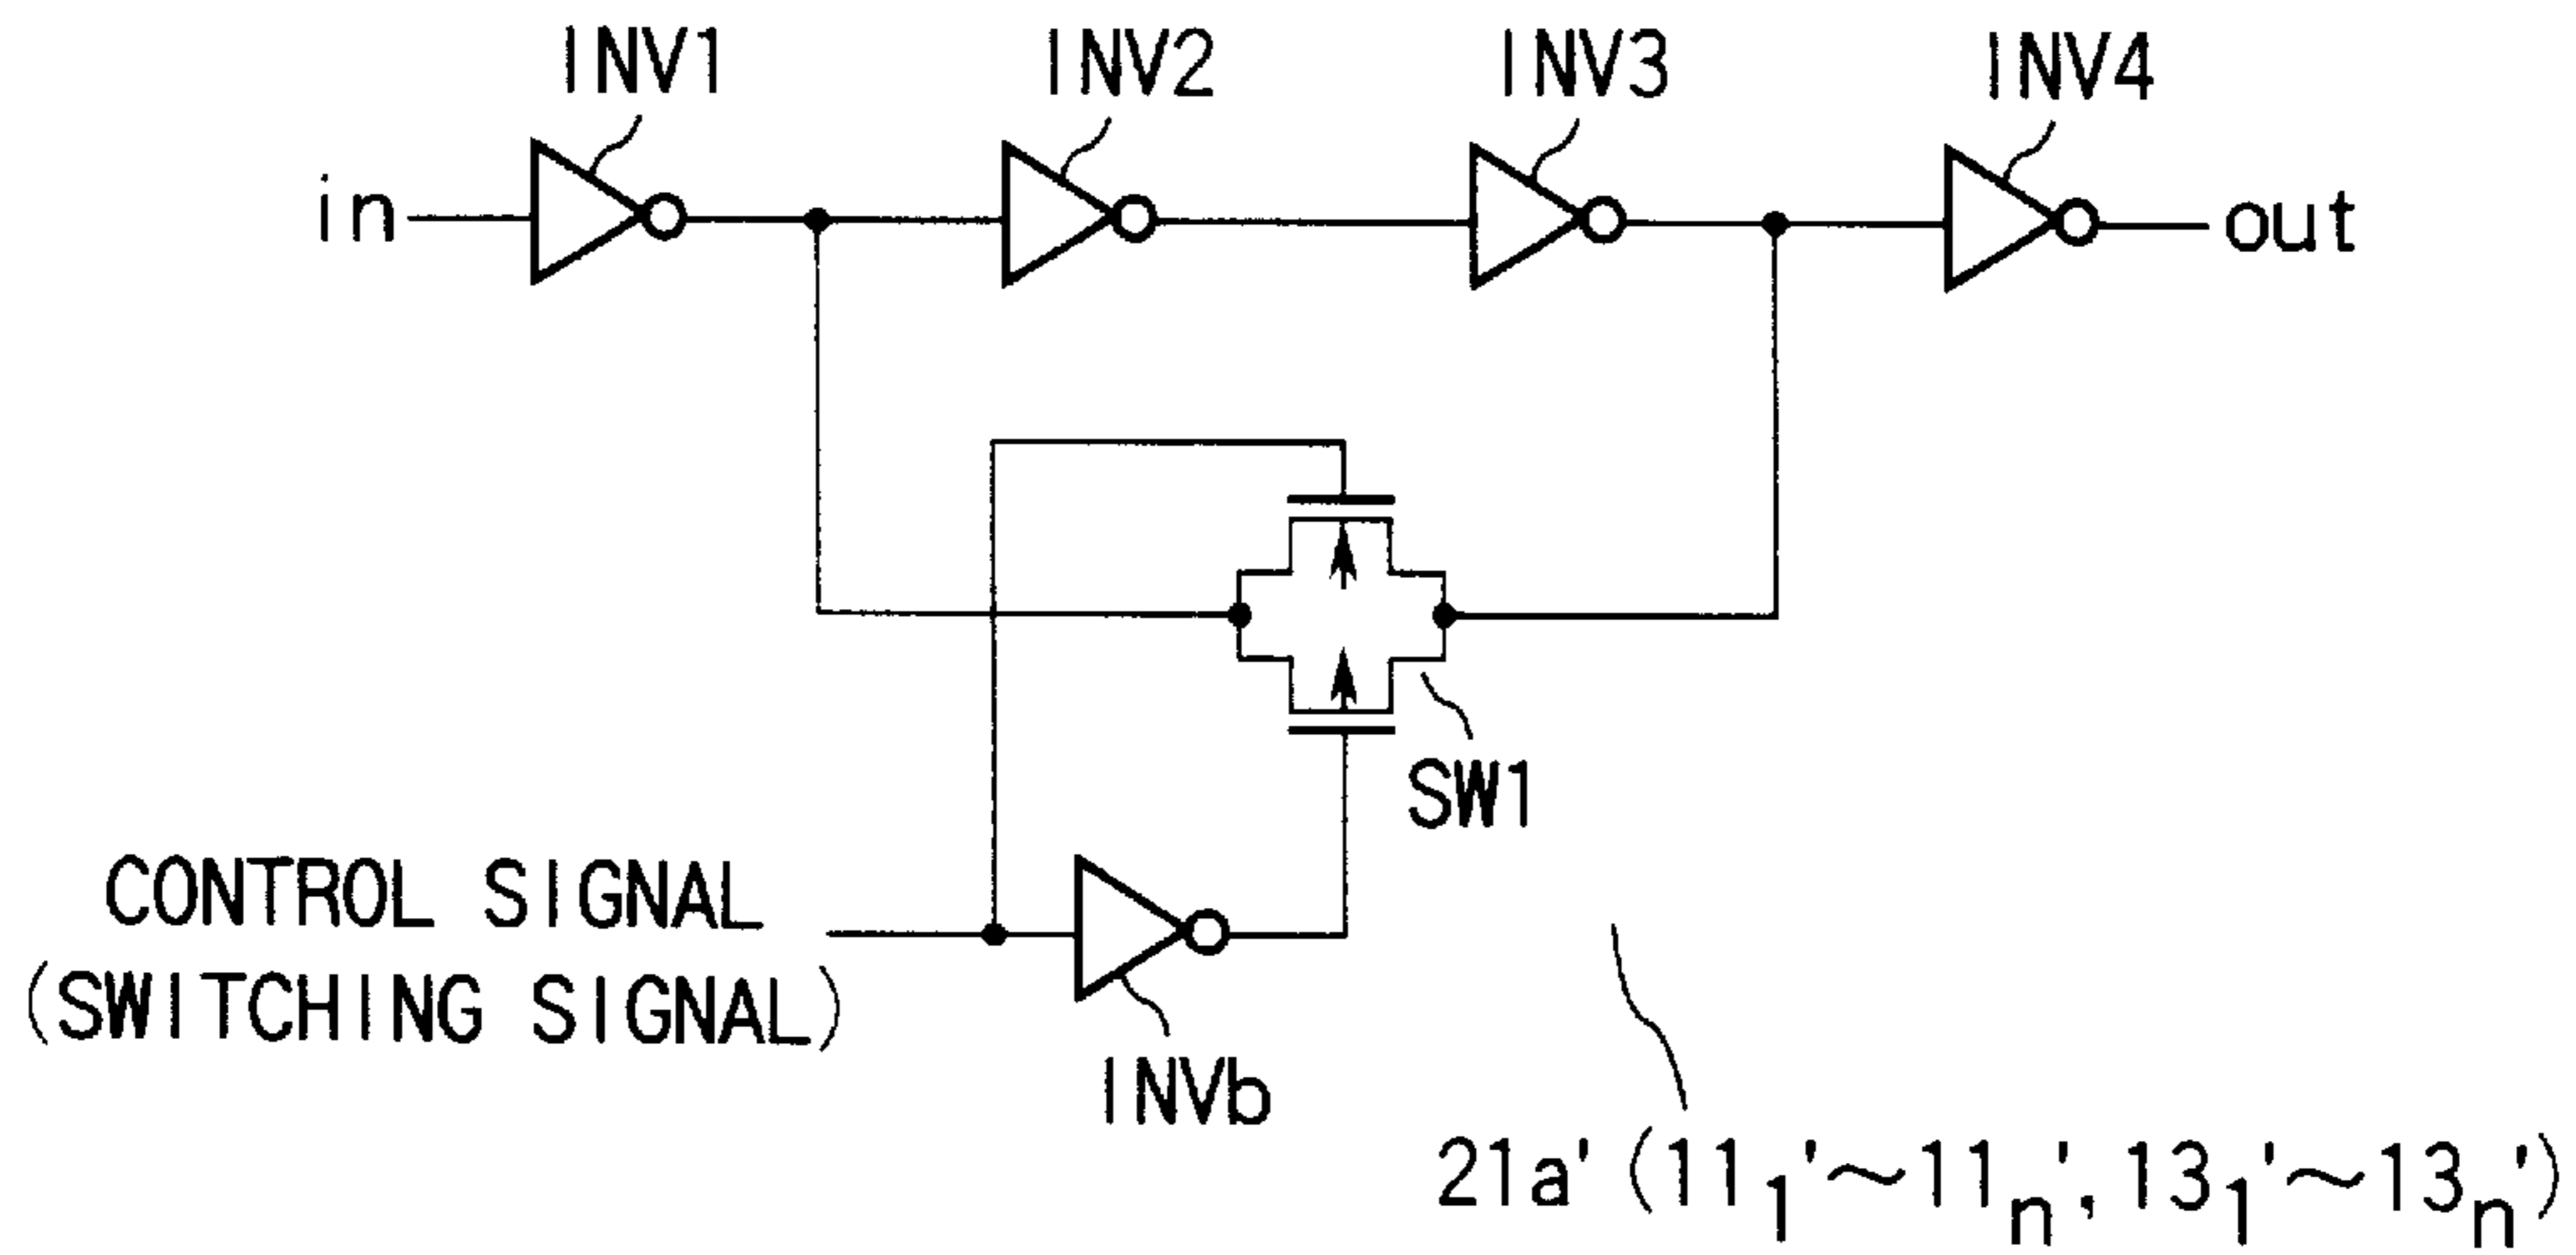 INV1
INV2
INV3
INV4
in
out
SW1
CONTROL SIGNAL
(SWITCHING SIGNAL)
INVb
21a' (11₁'~11ₙ', 13₁'~13ₙ')